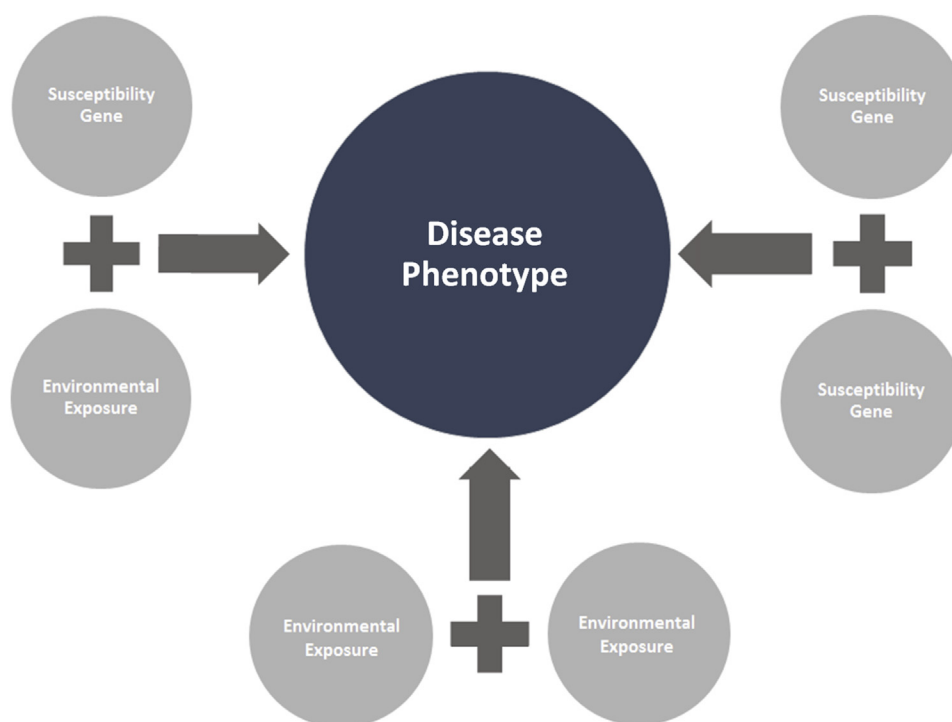 Susceptibility
Gene
Susceptibility
Gene
Disease
Phenotype
Environmental
Exposure
Susceptibility
Gene
Environmental
Exposure
Environmental
Exposure